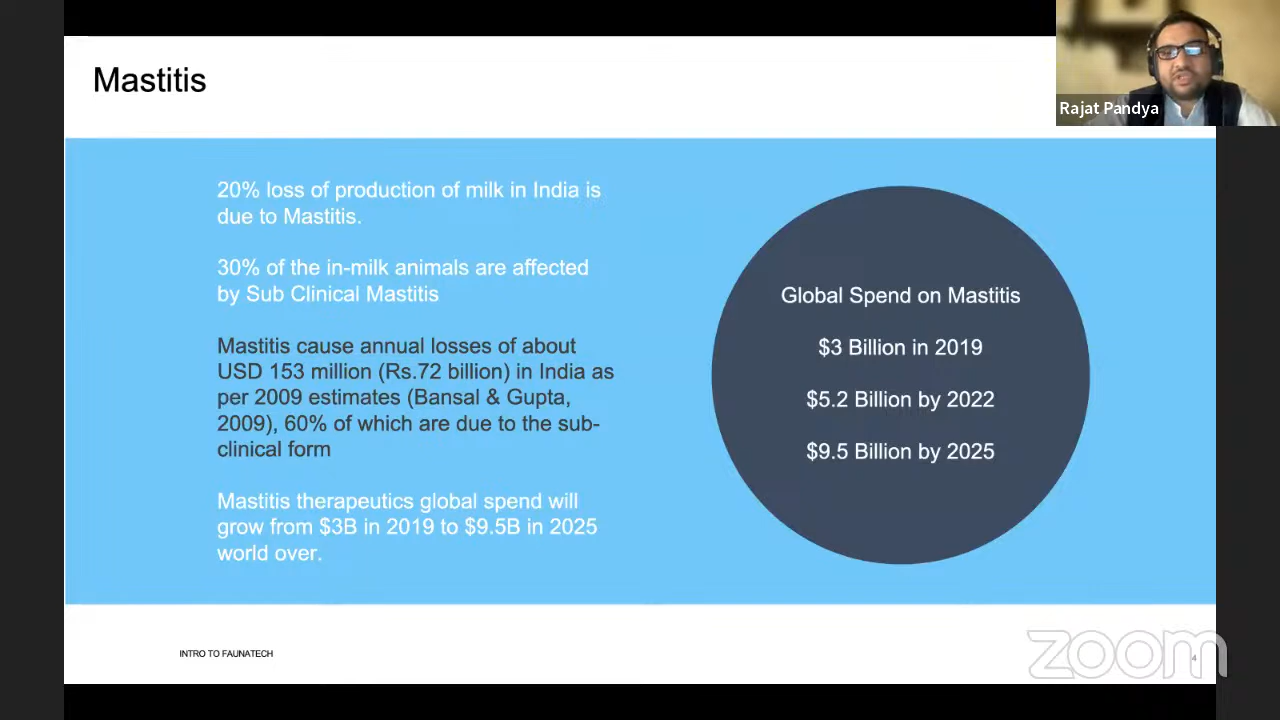 Mastitis
Rajat Pandya
20% loss of production of milk in India is
due to Mastitis.
30% of the in-milk animals are affected
by Sub Clinical Mastitis
Mastitis cause annual losses of about
USD 153 million (Rs.72 billion) in India as
per 2009 estimates (Bansal & Gupta,
2009), 60% of which are due to the sub-
clinical form
Mastitis therapeutics global spend will
grow from $3B in 2019 to $9.5B in 2025
world over.
Global Spend on Mastitis
$3 Billion in 2019
$5.2 Billion by 2022
$9.5 Billion by 2025
INTRO TO FAUNATECH
zoom
4